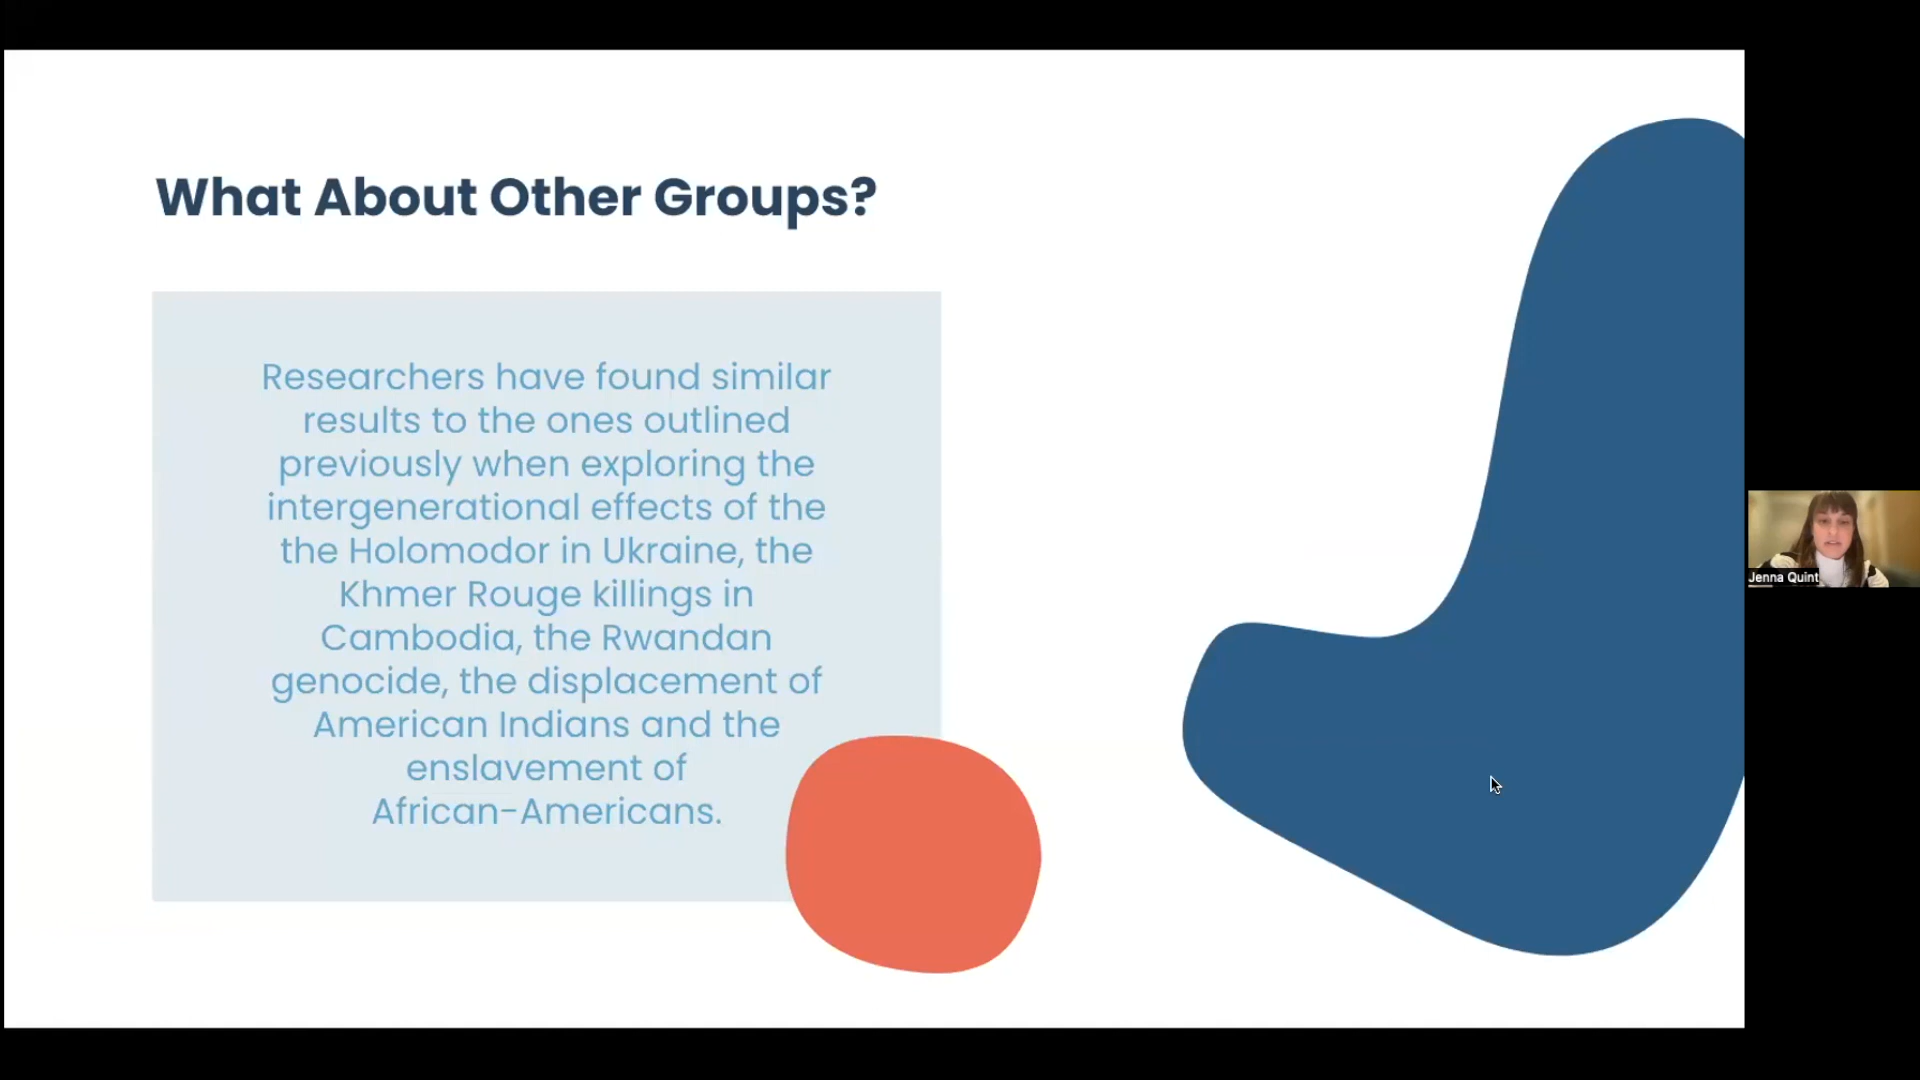 What About Other Groups?
Researchers have found similar
results to the ones outlined
previously when exploring the
intergenerational effects of the
the Holomodor in Ukraine, the
Khmer Rouge killings in
Cambodia, the Rwandan
genocide, the displacement of
American Indians and the
enslavement of
African-Americans.
Jenna Quint